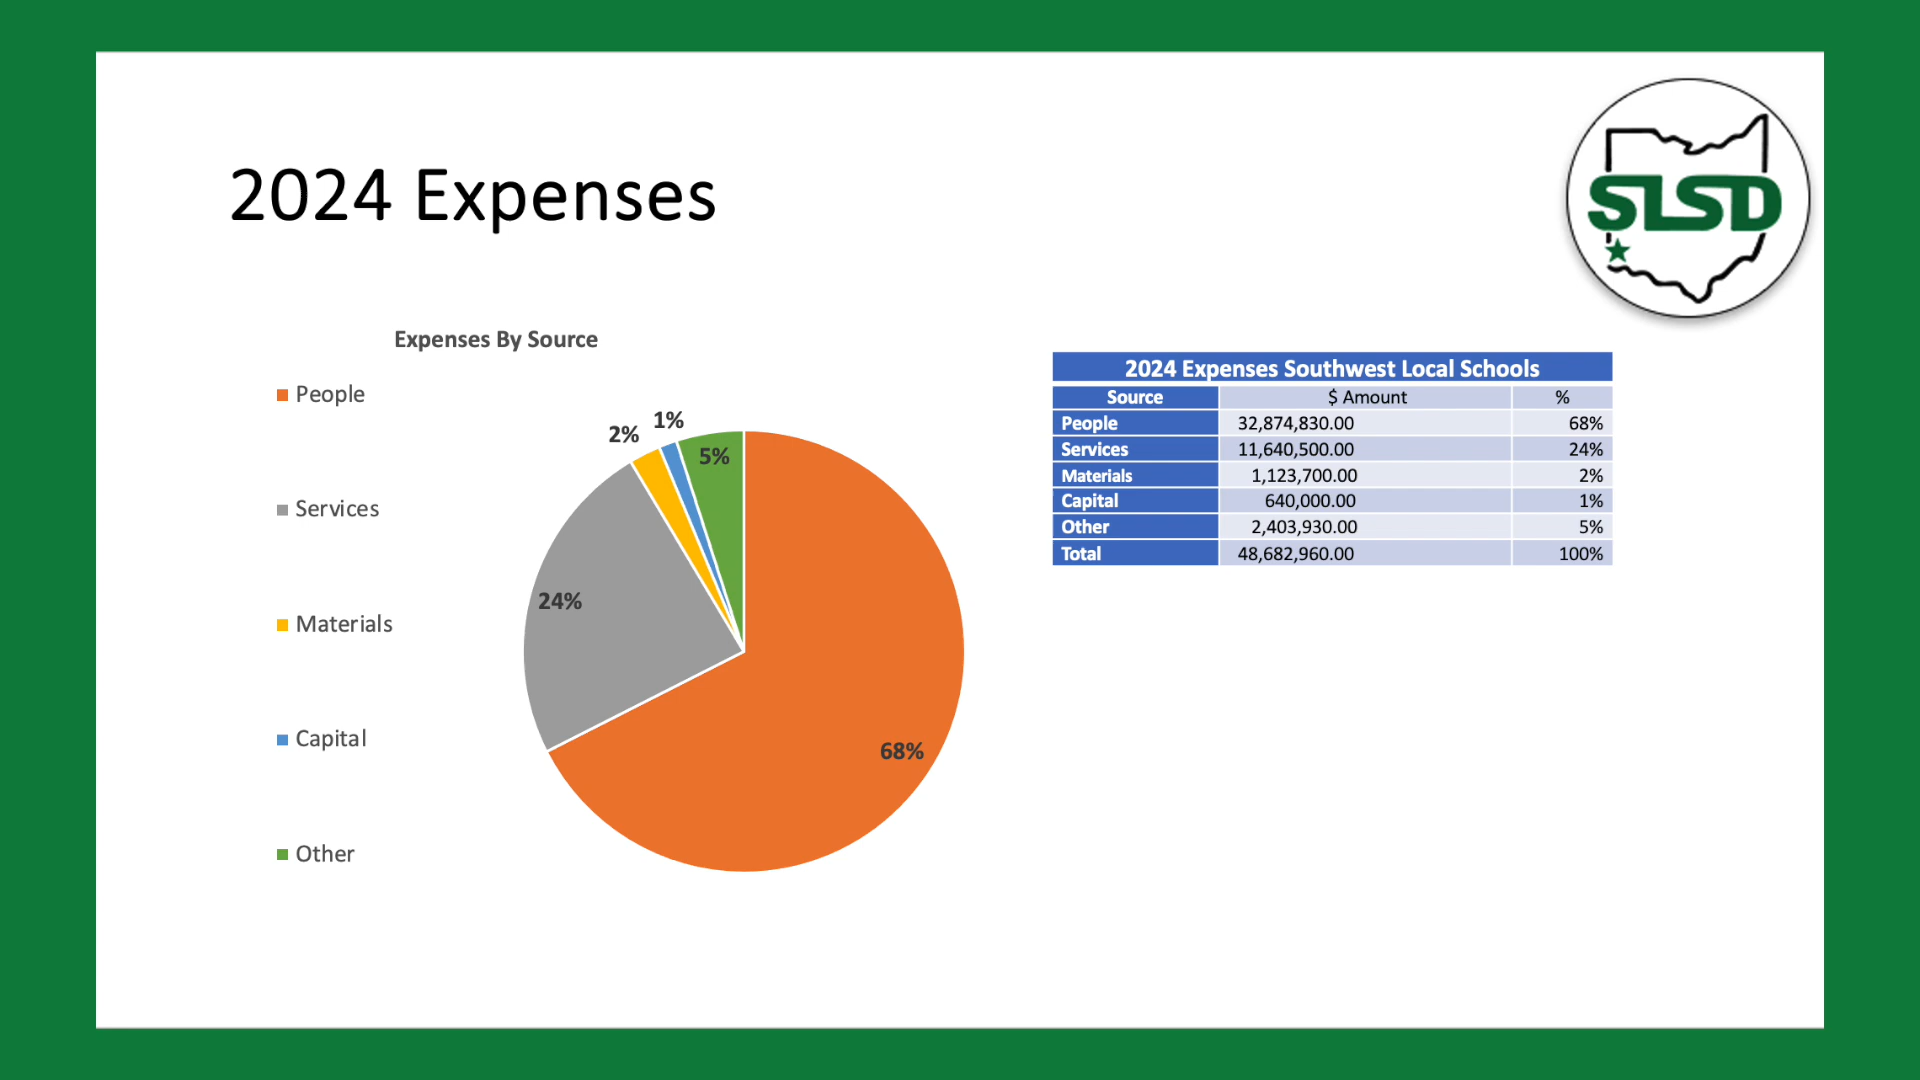 SLSD
2024 Expenses
Expenses By Source
People
Services
Materials
Capital
Other
2%
1%
5%
24%
68%
2024 Expenses Southwest Local Schools
Source $ Amount %
People 32,874,830.00 68%
Services 11,640,500.00 24%
Materials 1,123,700.00 2%
Capital 640,000.00 1%
Other 2,403,930.00 5%
Total 48,682,960.00 100%